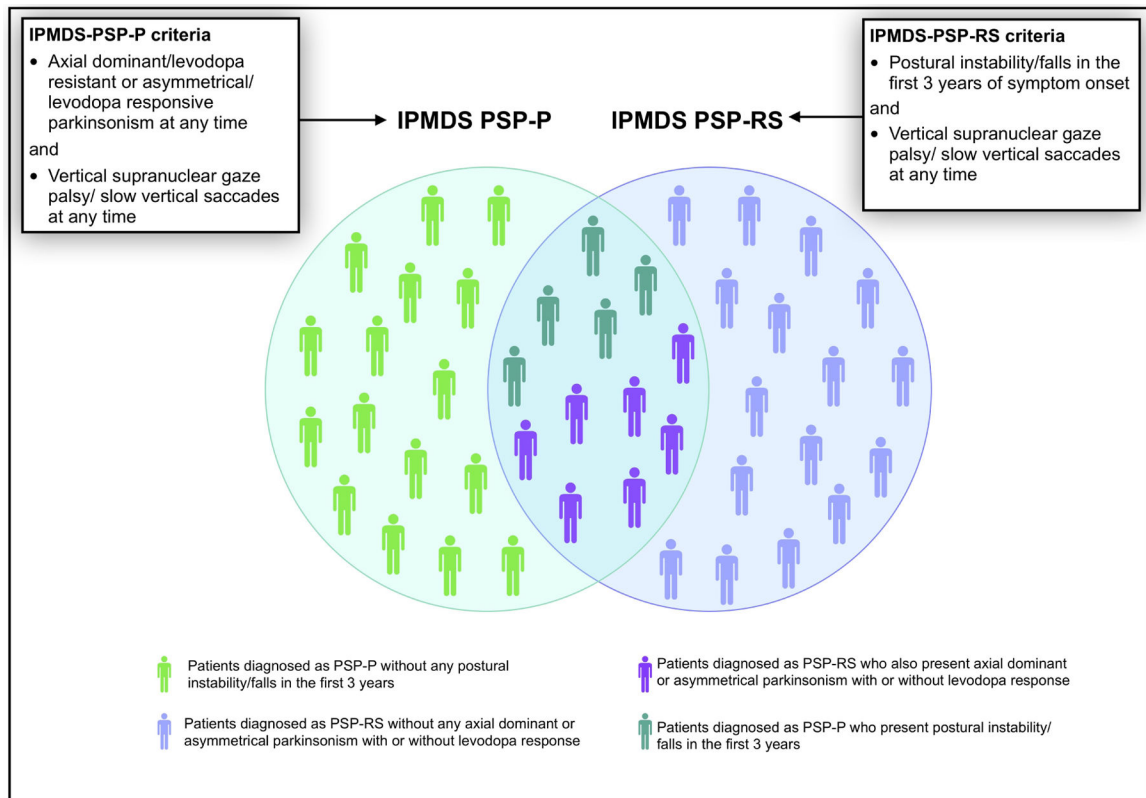 IPMDS-PSP-P criteria
• Axial dominant/levodopa
resistant or asymmetrical/
levodopa responsive
parkinsonism at any time
and
• Vertical supranuclear gaze
palsy/ slow vertical saccades
at any time
IPMDS-PSP-RS criteria
• Postural instability/falls in the
first 3 years of symptom onset
and
• Vertical supranuclear gaze
palsy/ slow vertical saccades
at any time
IPMDS PSP-P
IPMDS PSP-RS
Patients diagnosed as PSP-P without any postural
instability/falls in the first 3 years
Patients diagnosed as PSP-RS without any axial dominant or
asymmetrical parkinsonism with or without levodopa response
Patients diagnosed as PSP-RS who also present axial dominant
or asymmetrical parkinsonism with or without levodopa response
Patients diagnosed as PSP-P who present postural instability/
falls in the first 3 years